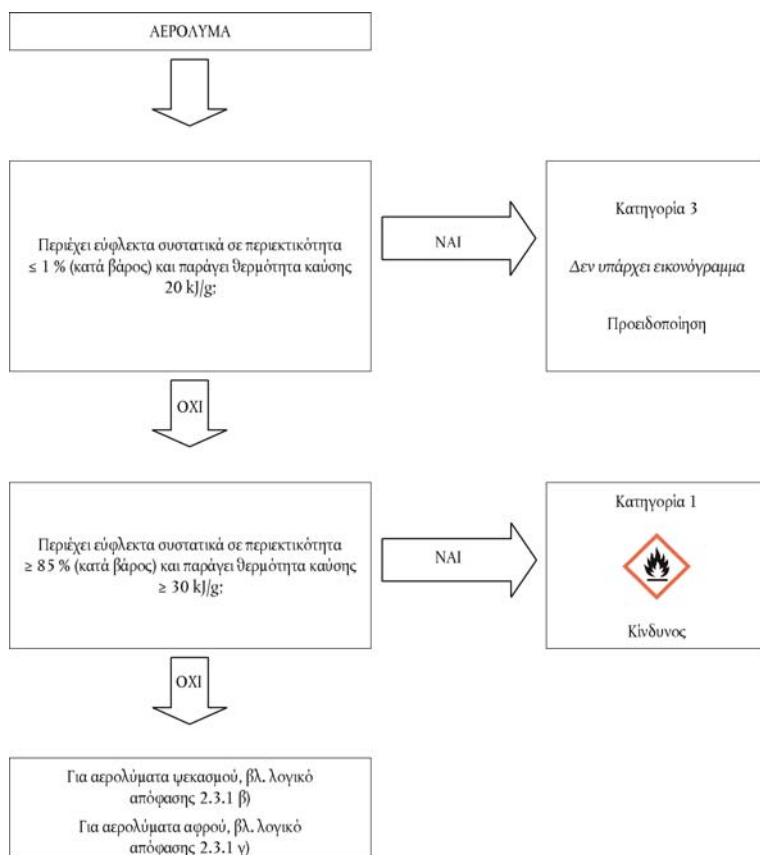 ΑΕΡΟΛΥΜΑ
Περιέχει εύφλεκτα συστατικά σε περιεκτικότητα
≤ 1 % (κατά βάρος) και παράγει θερμότητα καύσης
20 kJ/g;
ΝΑΙ
Κατηγορία 3
Δεν υπάρχει εικονόγραμμα
Προειδοποίηση
ΟΧΙ
Περιέχει εύφλεκτα συστατικά σε περιεκτικότητα
≥ 85 % (κατά βάρος) και παράγει θερμότητα καύσης
≥ 30 kJ/g;
ΝΑΙ
Κατηγορία 1
Κίνδυνος
ΟΧΙ
Για αερολύματα ψεκασμού, βλ. λογικό
απόφασης 2.3.1 β)
Για αερολύματα αφρού, βλ. λογικό
απόφασης 2.3.1 γ)